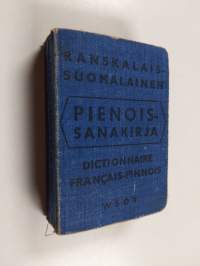 RANSKALAIS-
SUOMALAINEN
PIENOIS-
SANAKIRJA
DICTIONNAIRE
FRANÇAIS-FINNOIS
WSOY